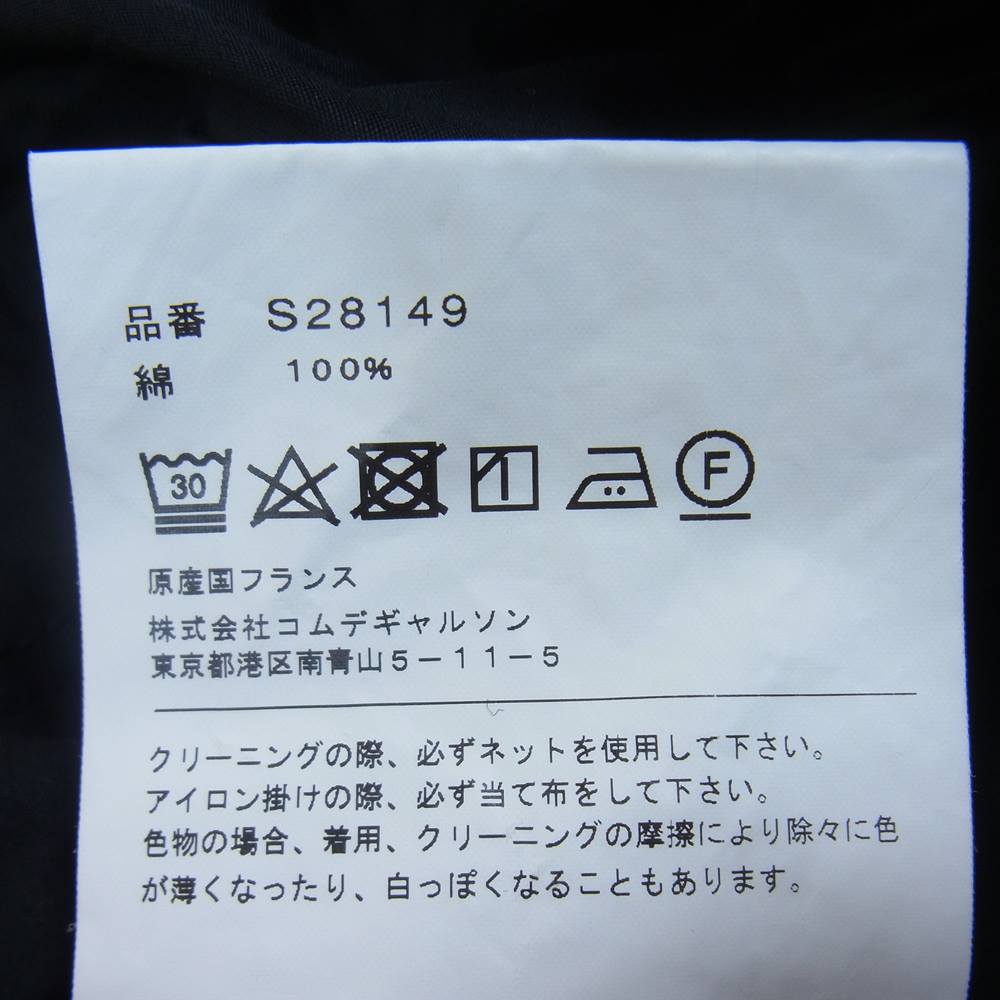 品番 S28149
綿 100%
30 F
原産国フランス
株式会社コムデギャルソン
東京都港区南青山5-11-5
クリーニングの際、必ずネットを使用して下さい。
アイロン掛けの際、必ず当て布をして下さい。
色物の場合、着用、クリーニングの摩擦により除々に色
が薄くなったり、白っぽくなることもあります。